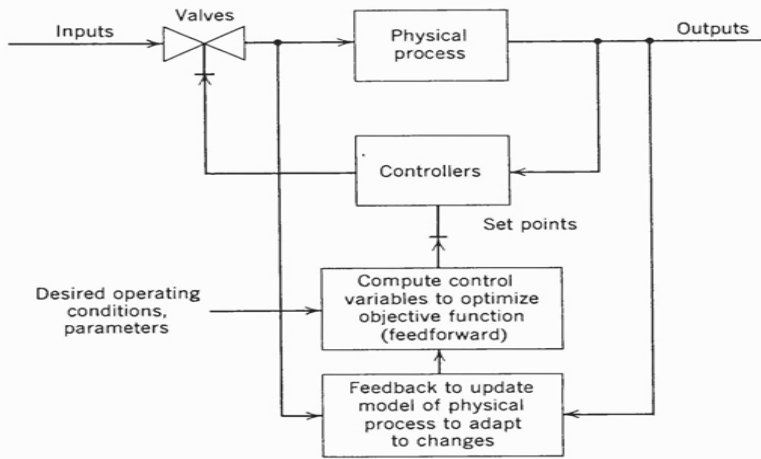 Valves
Inputs
Physical
process
Outputs
Controllers
Set points
Desired operating
conditions,
parameters
Compute control
variables to optimize
objective function
(feedforward)
Feedback to update
model of physical
process to adapt
to changes